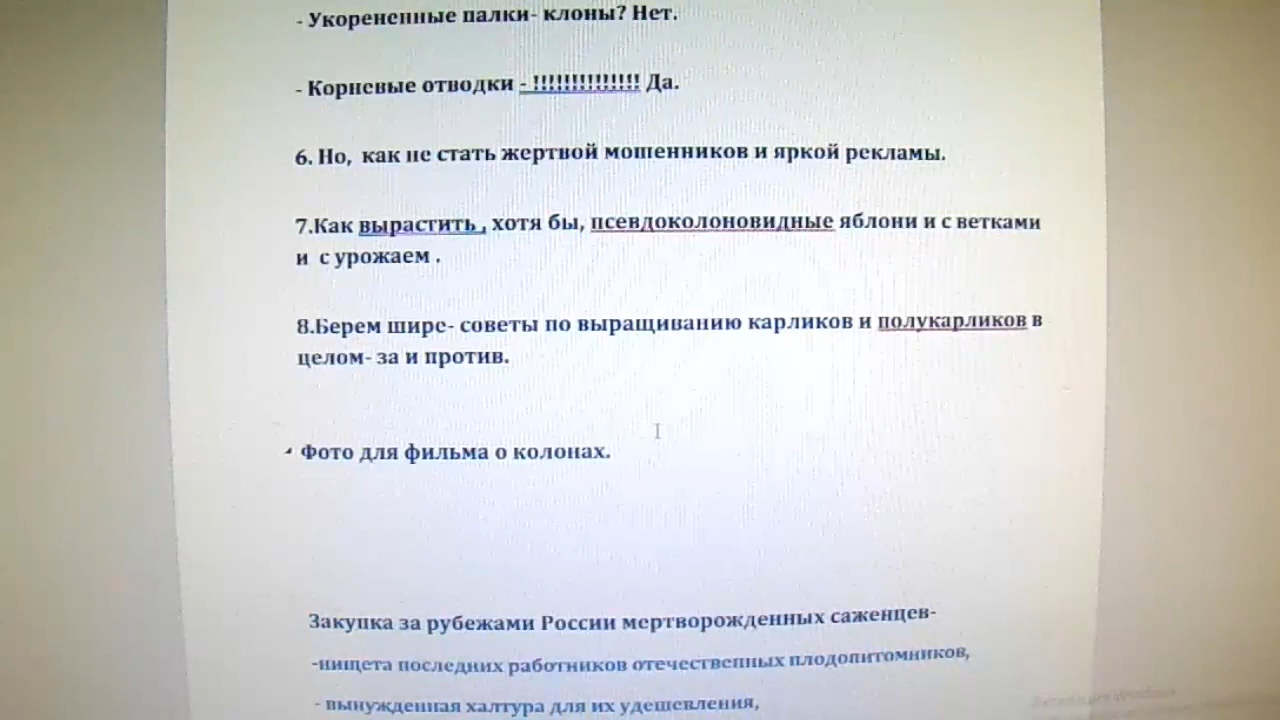 - Укорененные палки- клоны? Нет.
- Корневые отводки - !!!!!!!!!!!!!! Да.
6. Но, как не стать жертвой мошенников и яркой рекламы.
7.Как вырастить , хотя бы, псевдоколоновидные яблони и с ветками
и с урожаем .
8.Берем шире- советы по выращиванию карликов и полукарликов в
целом- за и против.
Фото для фильма о колонах.
Закупка за рубежами России мертворожденных саженцев-
-нищета последних работников отечественных плодопитомников,
- вынужденная халтура для их удешевления,
Активация Windows